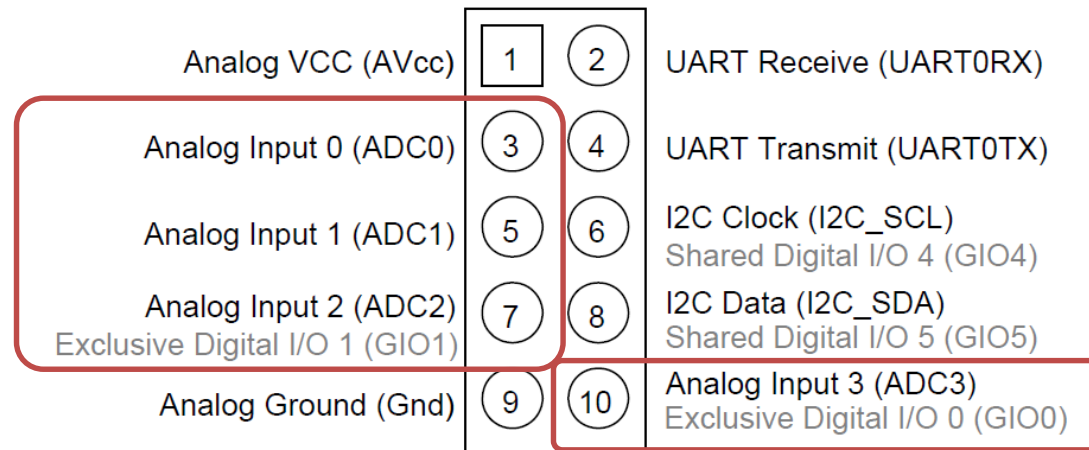 Analog VCC (AVcc) 1 2 UART Receive (UART0RX)
Analog Input 0 (ADC0) 3 4 UART Transmit (UART0TX)
Analog Input 1 (ADC1) 5 6 I2C Clock (I2C_SCL)
Shared Digital I/O 4 (GIO4)
Analog Input 2 (ADC2) 7 8 I2C Data (I2C_SDA)
Exclusive Digital I/O 1 (GIO1) Shared Digital I/O 5 (GIO5)
Analog Ground (Gnd) 9 10 Analog Input 3 (ADC3)
Exclusive Digital I/O 0 (GIO0)